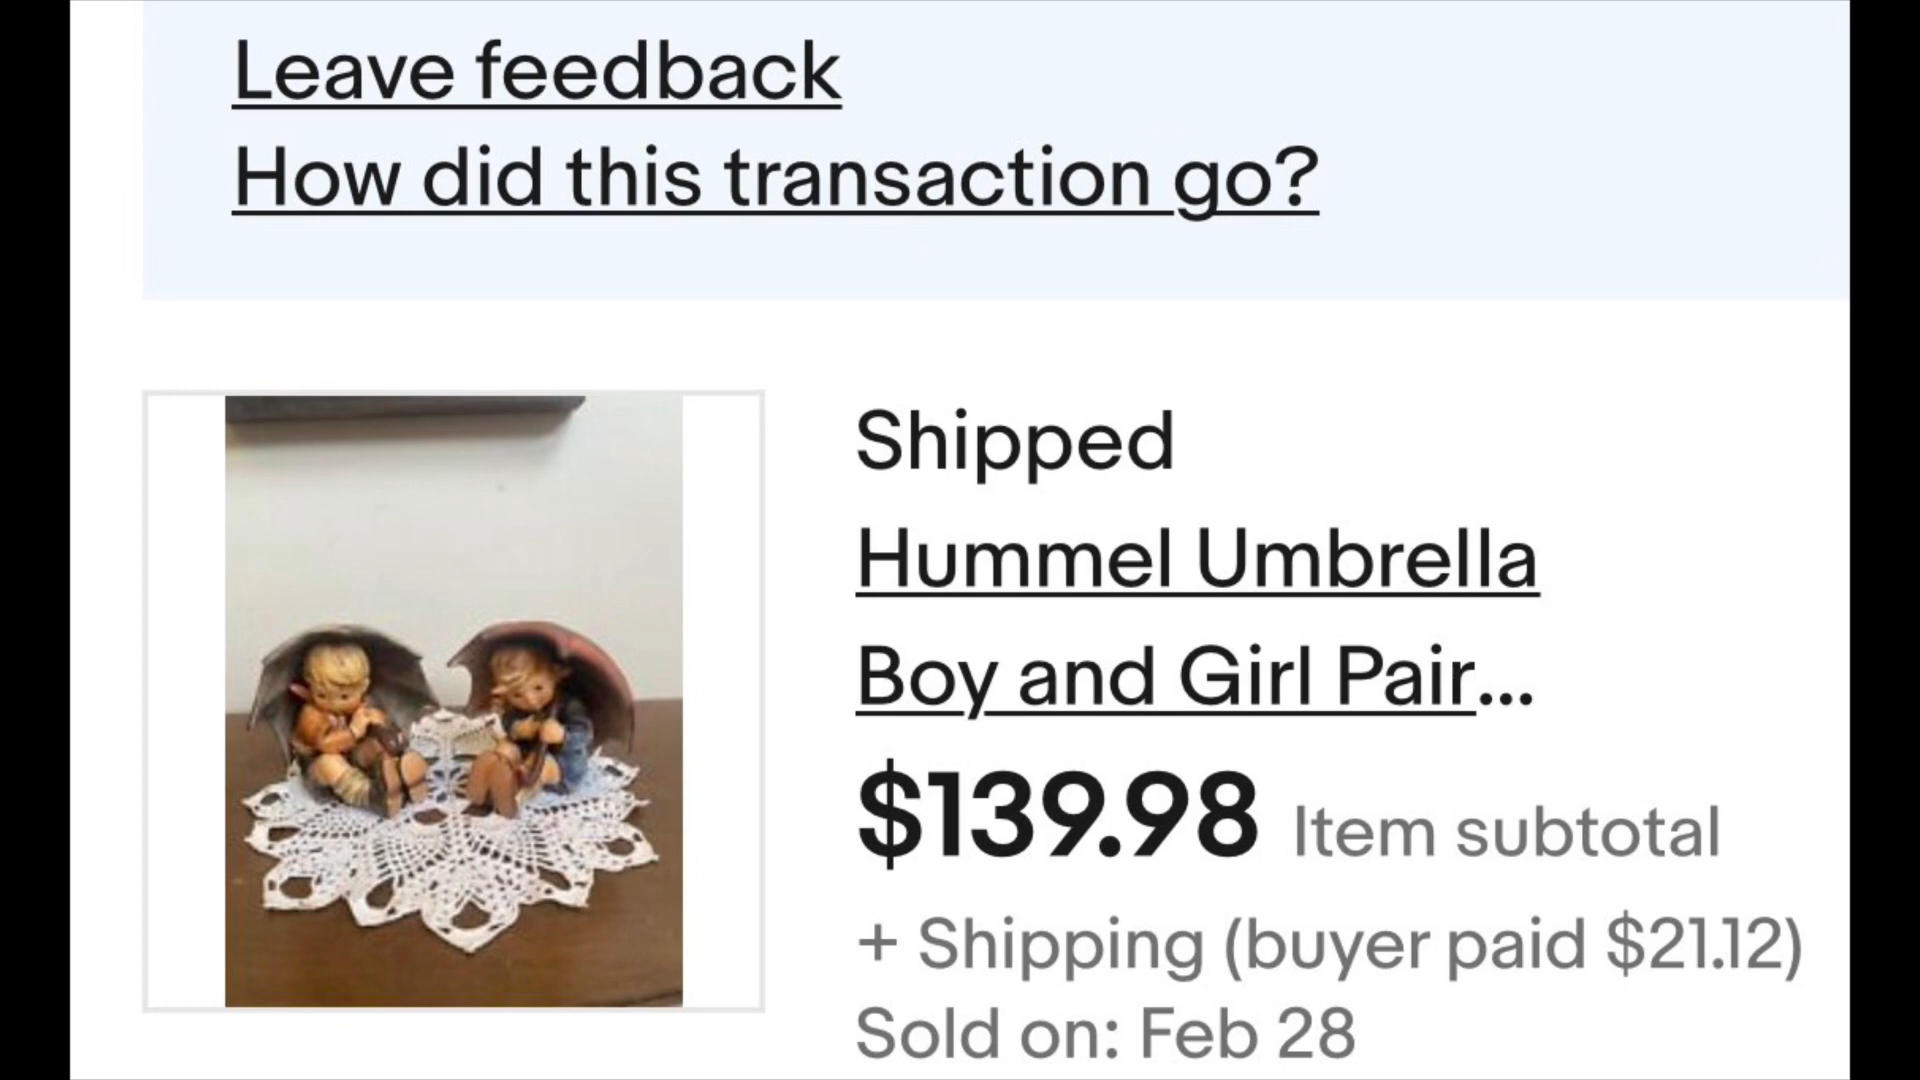 Leave feedback
How did this transaction go?
Shipped
Hummel Umbrella
Boy and Girl Pair...
$139.98 Item subtotal
+ Shipping (buyer paid $21.12)
Sold on: Feb 28